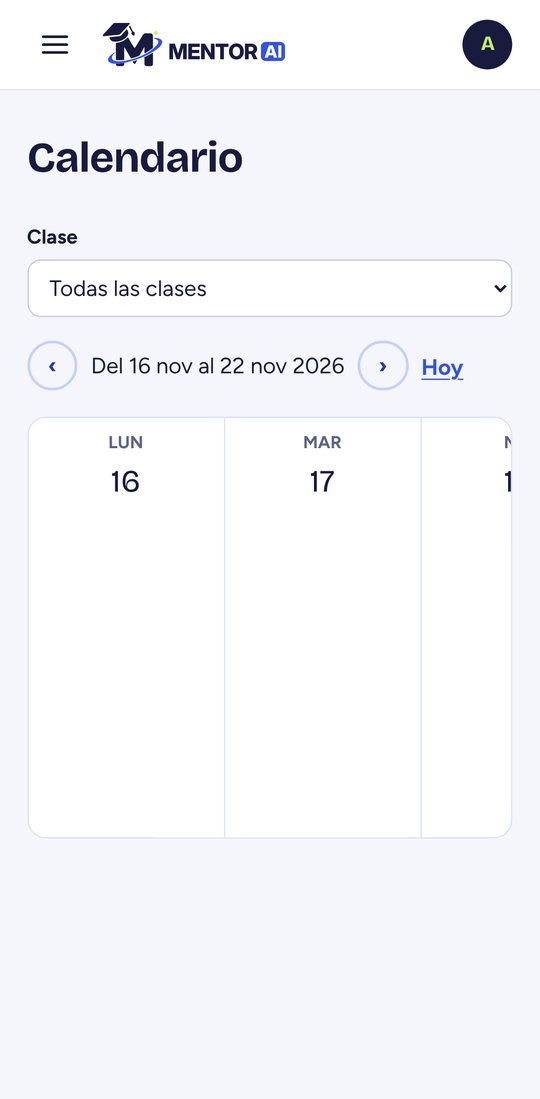 MENTOR AI
A
Calendario
Clase
Todas las clases
‹ Del 16 nov al 22 nov 2026 › Hoy
LUN MAR
16 17